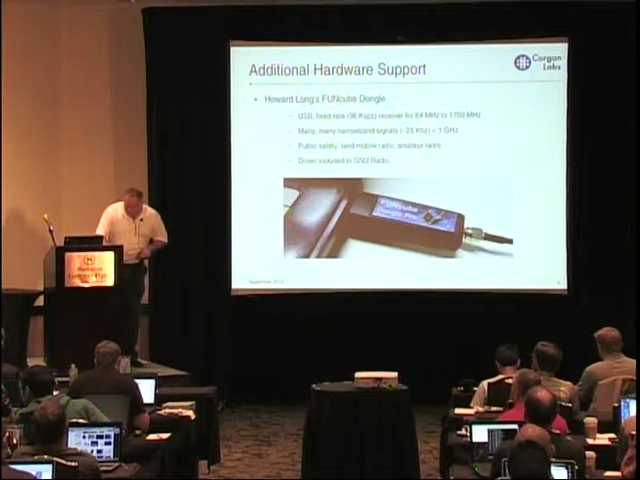 Additional Hardware Support
Corgan
Labs
• Howard Long's FUNcube Dongle
– USB, fixed-rate (96 Ksps) receiver for 64 MHz to 1700 MHz
– Many, many narrowband signals (~25 Khz) < 1 GHz
– Public safety, land mobile radio, amateur radio
– Driver included in GNU Radio
FUNcube
Dongle Pro
Sheraton